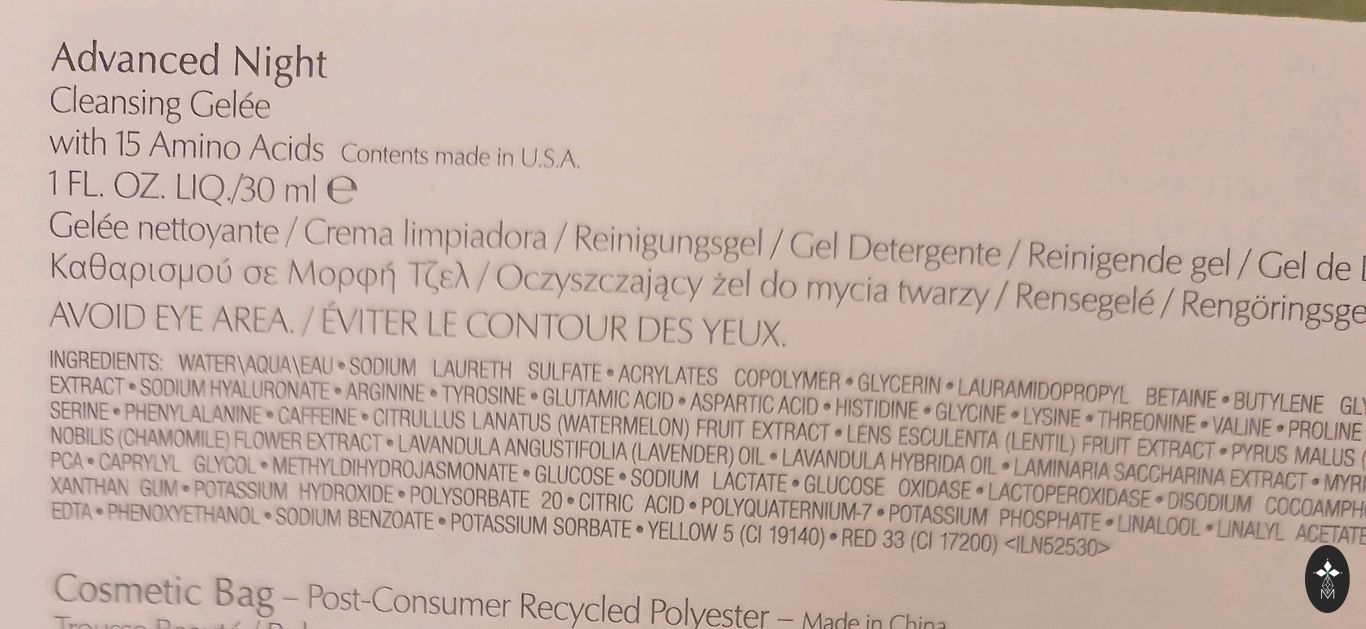 Advanced Night
Cleansing Gelée
with 15 Amino Acids Contents made in U.S.A.
1 FL. OZ. LIQ./30 ml ℮
Gelée nettoyante / Crema limpiadora / Reinigungsgel / Gel Detergente / Reinigende gel / Gel de
Καθαρισμού σε Μορφή Τζελ / Oczyszczający żel do mycia twarzy / Rensegelé / Rengöringsge
AVOID EYE AREA. / ÉVITER LE CONTOUR DES YEUX.
INGREDIENTS: WATER\AQUA\EAU • SODIUM LAURETH SULFATE • ACRYLATES COPOLYMER • GLYCERIN • LAURAMIDOPROPYL BETAINE • BUTYLENE GLY
EXTRACT • SODIUM HYALURONATE • ARGININE • TYROSINE • GLUTAMIC ACID • ASPARTIC ACID • HISTIDINE • GLYCINE • LYSINE • THREONINE • VALINE • PROLINE
SERINE • PHENYLALANINE • CAFFEINE • CITRULLUS LANATUS (WATERMELON) FRUIT EXTRACT • LENS ESCULENTA (LENTIL) FRUIT EXTRACT • PYRUS MALUS (
NOBILIS (CHAMOMILE) FLOWER EXTRACT • LAVANDULA ANGUSTIFOLIA (LAVENDER) OIL • LAVANDULA HYBRIDA OIL • LAMINARIA SACCHARINA EXTRACT • MYRI
PCA • CAPRYLYL GLYCOL • METHYLDIHYDROJASMONATE • GLUCOSE • SODIUM LACTATE • GLUCOSE OXIDASE • LACTOPEROXIDASE • DISODIUM COCOAMPH
XANTHAN GUM • POTASSIUM HYDROXIDE • POLYSORBATE 20 • CITRIC ACID • POLYQUATERNIUM-7 • POTASSIUM PHOSPHATE • LINALOOL • LINALYL ACETATE
EDTA • PHENOXYETHANOL • SODIUM BENZOATE • POTASSIUM SORBATE • YELLOW 5 (CI 19140) • RED 33 (CI 17200) <ILN52530>
Cosmetic Bag – Post-Consumer Recycled Polyester – Made in China
M